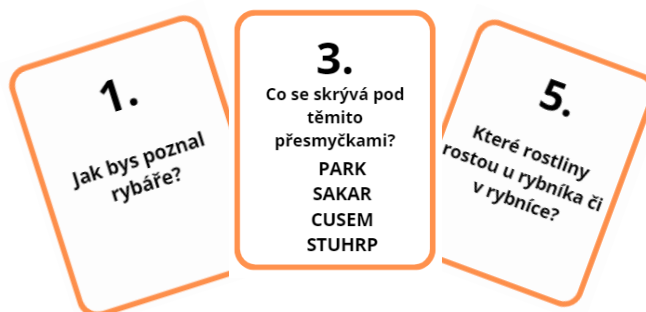 1.
Jak bys poznal
rybáře?
3.
Co se skrývá pod
těmito
přesmyčkami?
PARK
SAKAR
CUSEM
STUHRP
5.
Které rostliny
rostou u rybníka či
v rybníce?